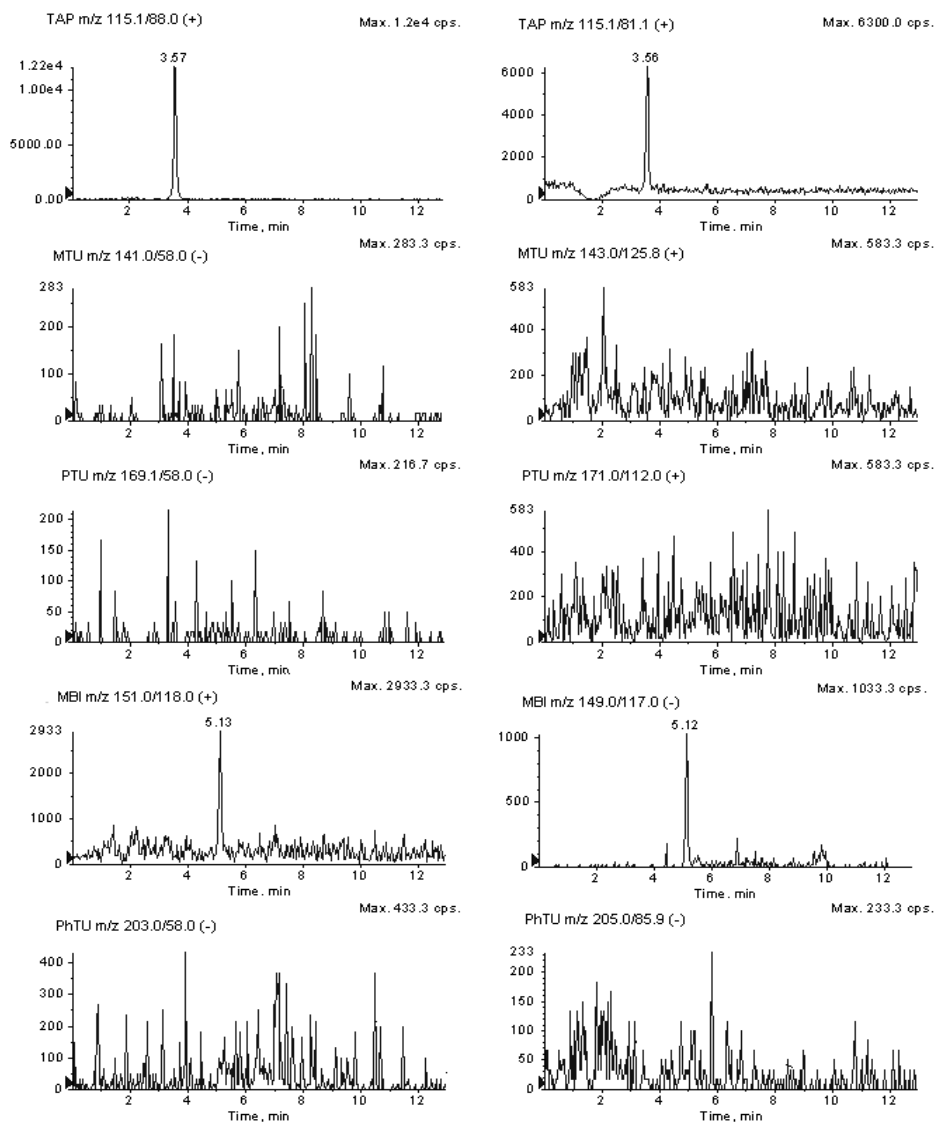 TAP m/z 115.1/88.0 (+) Max. 1.2e4 cps.
3.57
1.22e4
1.00e4
5000.00
0.00
2 4 6 8 10 12
Time, min
TAP m/z 115.1/81.1 (+) Max. 6300.0 cps.
3.56
6000
4000
2000
0
2 4 6 8 10 12
Time, min
MTU m/z 141.0/58.0 (-) Max. 283.3 cps.
283
200
100
0
2 4 6 8 10 12
Time, min
MTU m/z 143.0/125.8 (+) Max. 583.3 cps.
583
400
200
0
2 4 6 8 10 12
Time, min
PTU m/z 169.1/58.0 (-) Max. 216.7 cps.
200
150
100
50
0
2 4 6 8 10 12
Time, min
PTU m/z 171.0/112.0 (+) Max. 583.3 cps.
583
400
200
0
2 4 6 8 10 12
Time, min
MBI m/z 151.0/118.0 (+) Max. 2933.3 cps.
5.13
2933
2000
1000
0
2 4 6 8 10 12
Time, min
MBI m/z 149.0/117.0 (-) Max. 1033.3 cps.
5.12
1000
500
0
2 4 6 8 10 12
Time, min
PhTU m/z 203.0/58.0 (-) Max. 433.3 cps.
400
300
200
100
0
2 4 6 8 10 12
Time, min
PhTU m/z 205.0/85.9 (-) Max. 233.3 cps.
233
200
150
100
50
0
2 4 6 8 10 12
Time, min